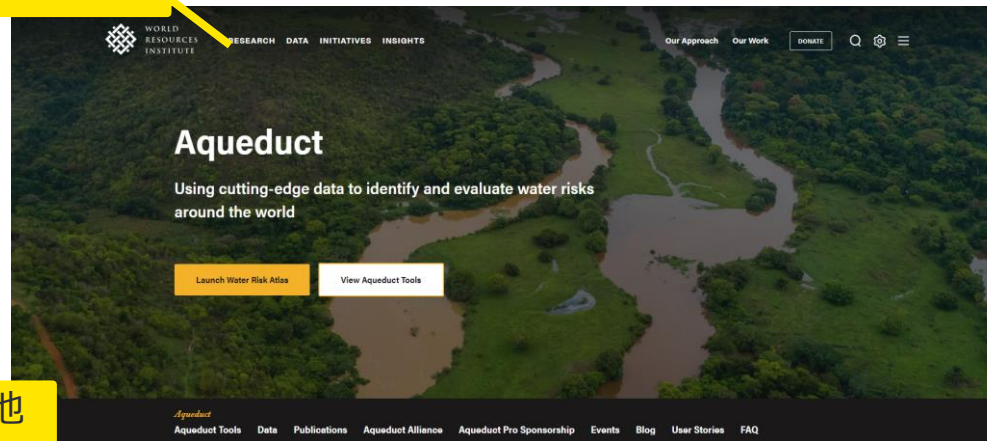 WORLD
RESOURCES
INSTITUTE
RESEARCH DATA INITIATIVES INSIGHTS
Our Approach Our Work DONATE
Aqueduct
Using cutting-edge data to identify and evaluate water risks
around the world
Launch Water Risk Atlas View Aqueduct Tools
地
Aqueduct
Aqueduct Tools Data Publications Aqueduct Alliance Aqueduct Pro Sponsorship Events Blog User Stories FAQ